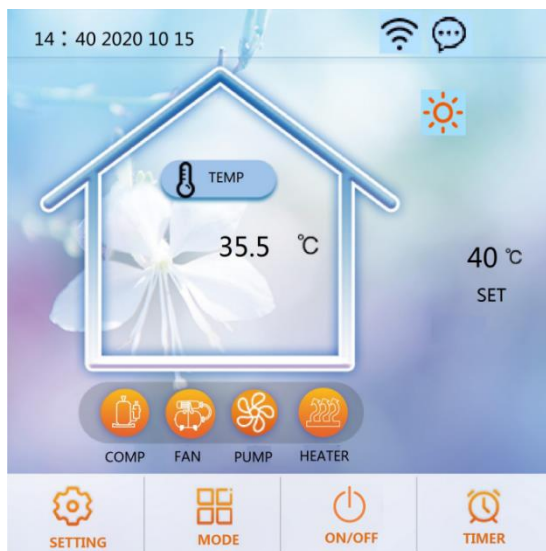 14：40 2020 10 15
TEMP
35.5 ℃
40 ℃
SET
COMP FAN PUMP HEATER
SETTING MODE ON/OFF TIMER